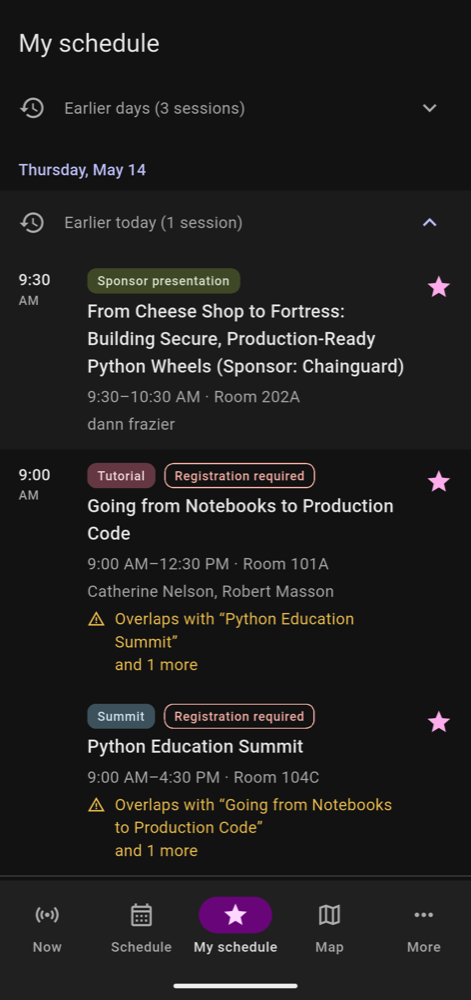 My schedule
Earlier days (3 sessions)
Thursday, May 14
Earlier today (1 session)
9:30
AM
Sponsor presentation
From Cheese Shop to Fortress:
Building Secure, Production-Ready
Python Wheels (Sponsor: Chainguard)
9:30–10:30 AM · Room 202A
dann frazier
9:00
AM
Tutorial
Registration required
Going from Notebooks to Production
Code
9:00 AM–12:30 PM · Room 101A
Catherine Nelson, Robert Masson
Overlaps with “Python Education
Summit”
and 1 more
Summit
Registration required
Python Education Summit
9:00 AM–4:30 PM · Room 104C
Overlaps with “Going from Notebooks
to Production Code”
and 1 more
Now
Schedule
My schedule
Map
More